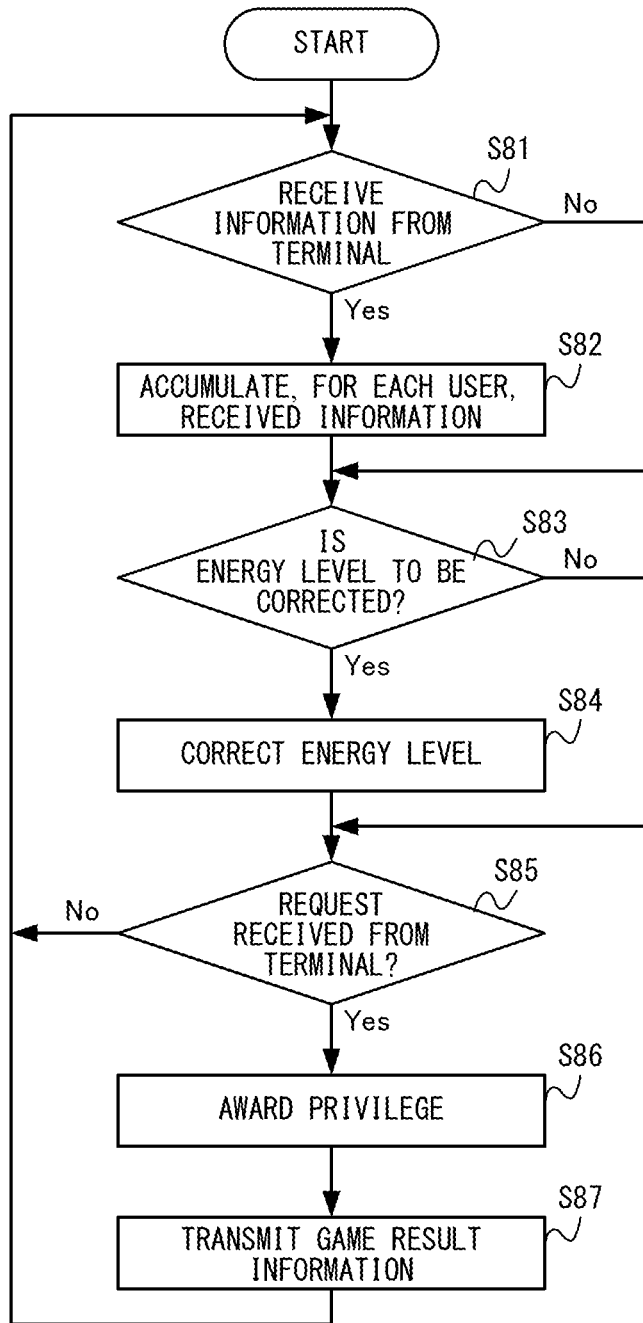 START
S81
RECEIVE
INFORMATION FROM
TERMINAL
No
Yes
S82
ACCUMULATE, FOR EACH USER,
RECEIVED INFORMATION
S83
IS
ENERGY LEVEL TO BE
CORRECTED?
No
Yes
S84
CORRECT ENERGY LEVEL
S85
REQUEST
RECEIVED FROM
TERMINAL?
No
Yes
S86
AWARD PRIVILEGE
S87
TRANSMIT GAME RESULT
INFORMATION